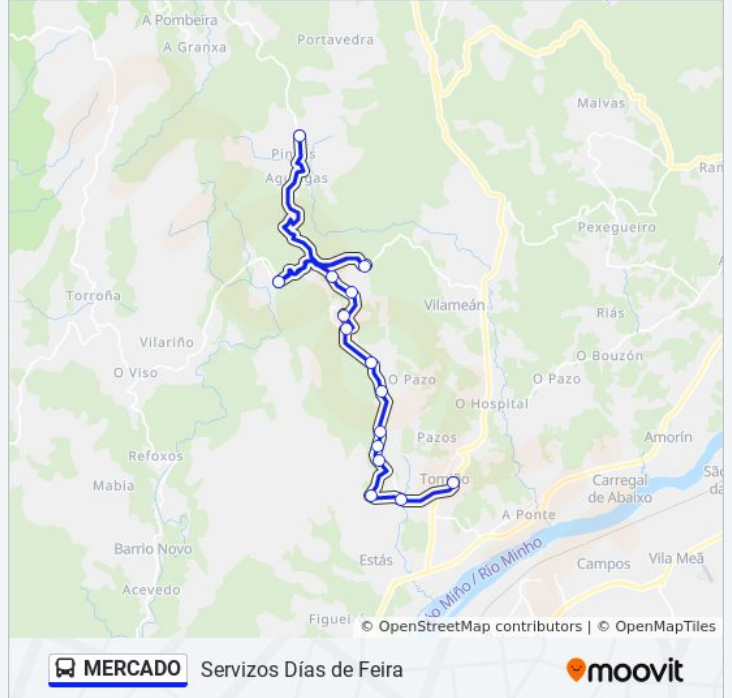 A Pombeira
A Granxa
Portavedra
Malvas
Ran
Pexegueiro
Torroña
Vilameán
Riás
Vilariño
O Bouzón
O Viso
O Pazo
O Pazo
O Hospital
Pazos
Amorín
Refoxos
Mabia
Tomiño
Carregal
de Abaixo
A Ponte
Barrio Novo
Estás
Campos
Vila Meã
Acevedo
Miño / Rio Minho
© OpenStreetMap contributors | © OpenMapTiles
MERCADO
Servizos Días de Feira
moovit